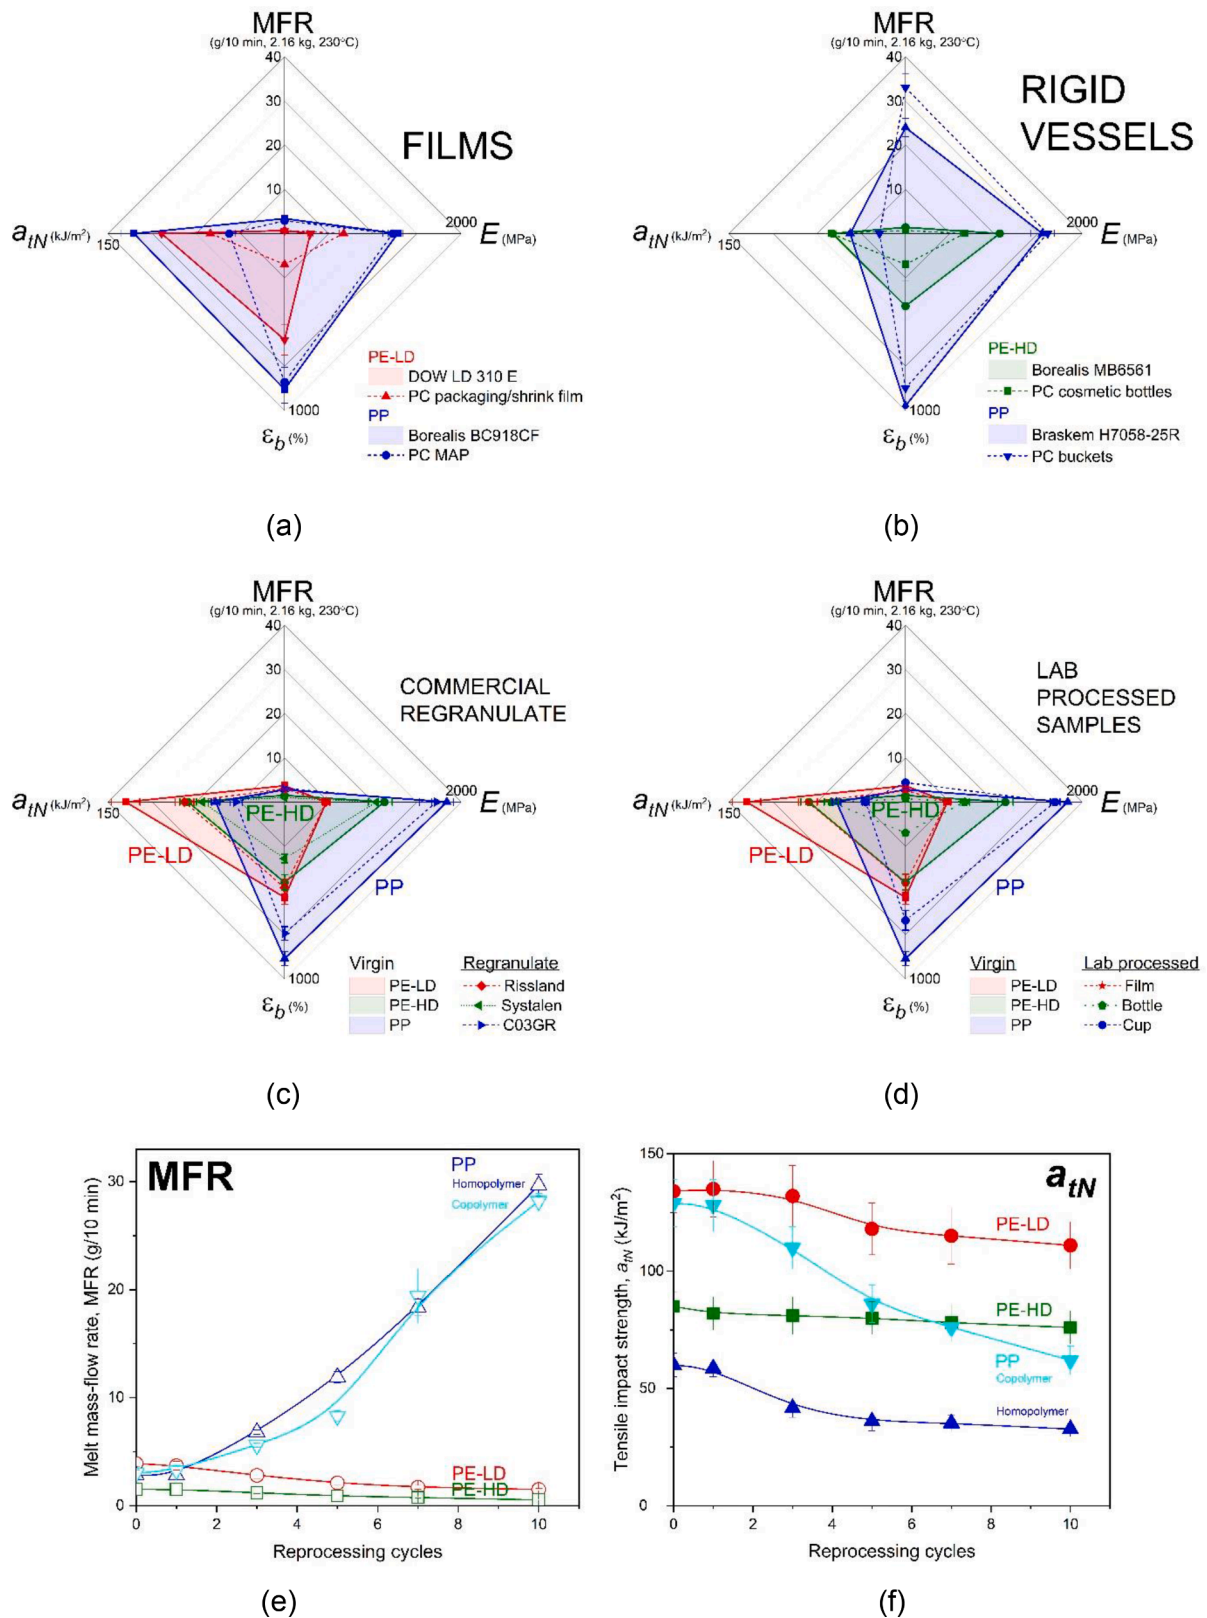 MFR
(g/10 min, 2.16 kg, 230°C)
40
30
20
10
FILMS
a_tN (kJ/m²)
150
2000
E (MPa)
1000
ε_b (%)
PE-LD
DOW LD 310 E
PC packaging/shrink film
PP
Borealis BC918CF
PC MAP
(a)
MFR
(g/10 min, 2.16 kg, 230°C)
40
30
20
10
RIGID
VESSELS
a_tN (kJ/m²)
150
2000
E (MPa)
1000
ε_b (%)
PE-HD
Borealis MB6561
PC cosmetic bottles
PP
Braskem H7058-25R
PC buckets
(b)
MFR
(g/10 min, 2.16 kg, 230°C)
40
30
20
10
COMMERCIAL
REGRANULATE
a_tN (kJ/m²)
150
2000
E (MPa)
PE-HD
PE-LD
PP
1000
ε_b (%)
Virgin
PE-LD
PE-HD
PP
Regranulate
Rissland
Systalen
C03GR
(c)
MFR
(g/10 min, 2.16 kg, 230°C)
40
30
20
10
LAB
PROCESSED
SAMPLES
a_tN (kJ/m²)
150
2000
E (MPa)
PE-HD
PE-LD
PP
1000
ε_b (%)
Virgin
PE-LD
PE-HD
PP
Lab processed
Film
Bottle
Cup
(d)
MFR
PP
Homopolymer
Copolymer
PE-LD
PE-HD
Melt mass-flow rate, MFR (g/10 min)
30
20
10
0
0 2 4 6 8 10
Reprocessing cycles
(e)
a_tN
PE-LD
PE-HD
PP
Copolymer
Homopolymer
Tensile impact strength, a_tN (kJ/m²)
150
100
50
0
0 2 4 6 8 10
Reprocessing cycles
(f)